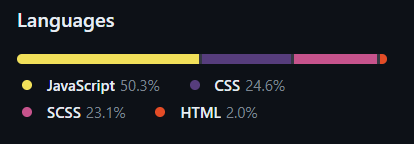 Languages
JavaScript 50.3% CSS 24.6%
SCSS 23.1% HTML 2.0%